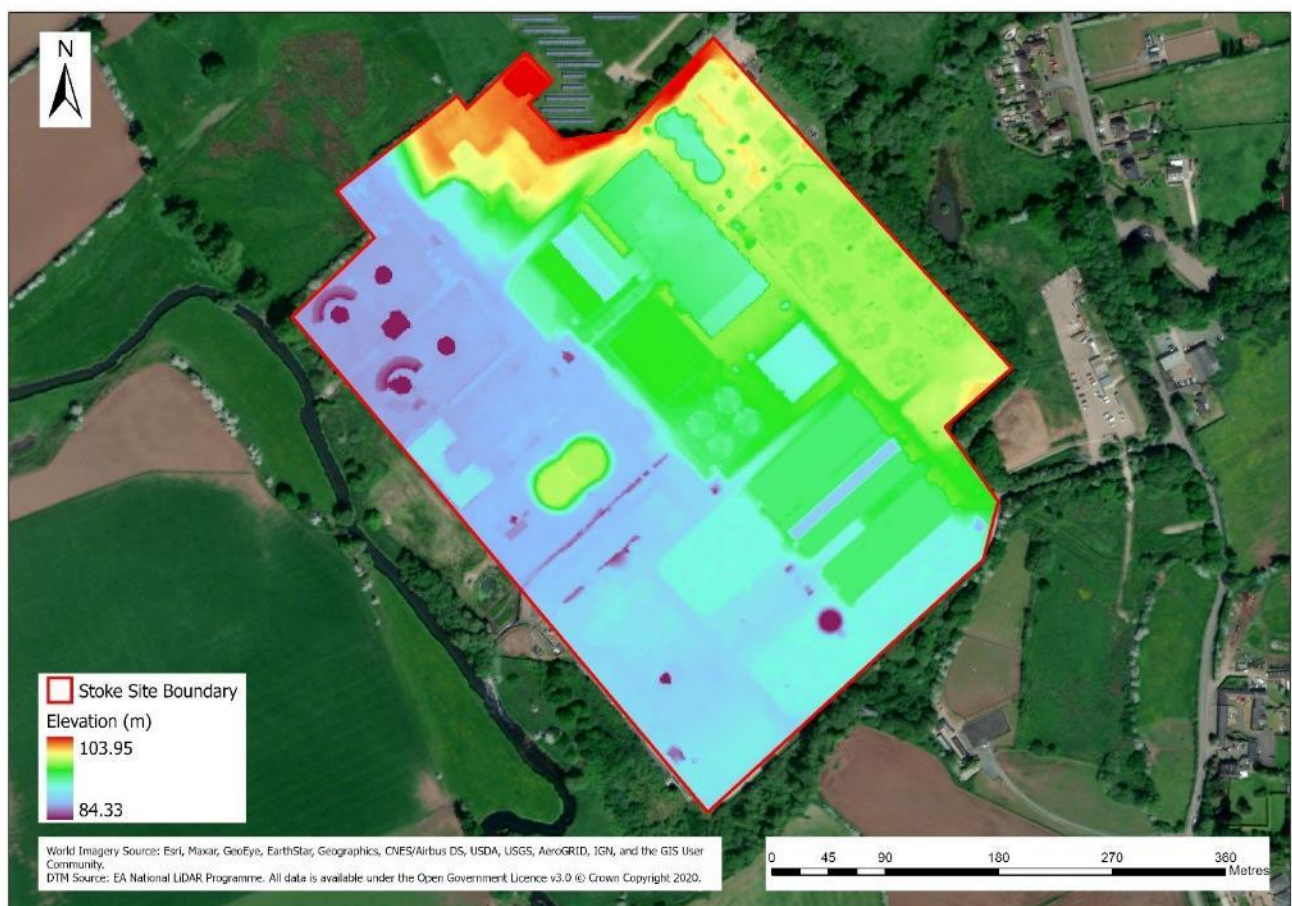 N
Stoke Site Boundary
Elevation (m)
103.95
84.33
World Imagery Source: Esri, Maxar, GeoEye, EarthStar, Geographics, CNES/Airbus DS, USDA, USGS, AeroGRID, IGN, and the GIS User
Community.
DTM Source: EA National LiDAR Programme. All data is available under the Open Government Licence v3.0 © Crown Copyright 2020.
0 45 90 180 270 360
Metres